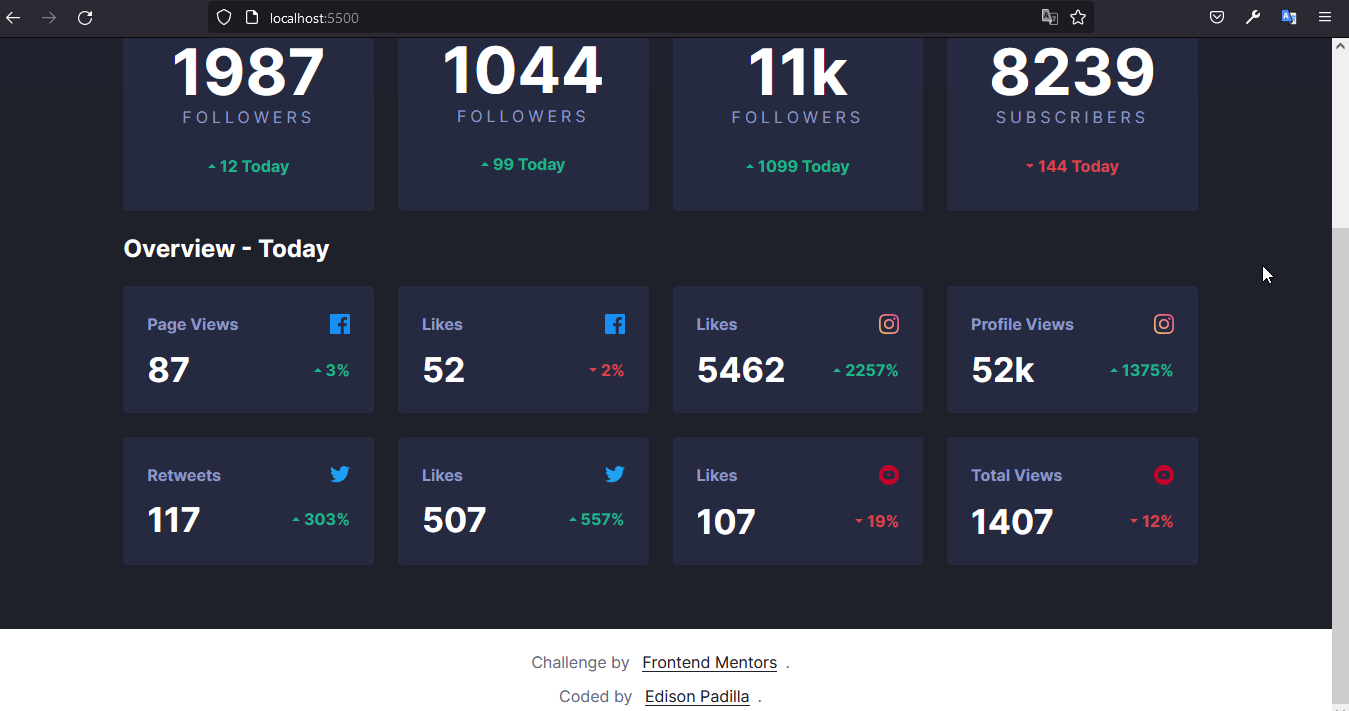 localhost:5500
1987 1044 11k 8239
FOLLOWERS FOLLOWERS FOLLOWERS SUBSCRIBERS
12 Today 99 Today 1099 Today 144 Today
Overview - Today
Page Views Likes Likes Profile Views
87 3% 52 2% 5462 2257% 52k 1375%
Retweets Likes Likes Total Views
117 303% 507 557% 107 19% 1407 12%
Challenge by Frontend Mentors .
Coded by Edison Padilla .